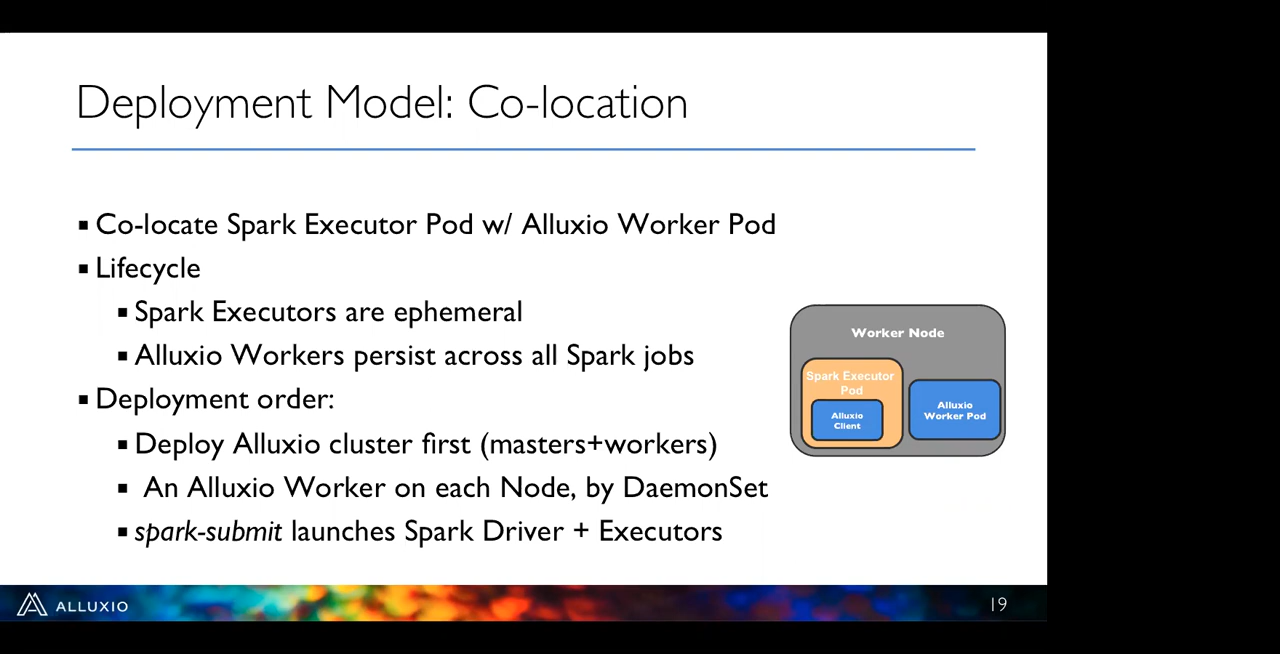 Deployment Model: Co-location
▪ Co-locate Spark Executor Pod w/ Alluxio Worker Pod
▪ Lifecycle
▪ Spark Executors are ephemeral
▪ Alluxio Workers persist across all Spark jobs
▪ Deployment order:
▪ Deploy Alluxio cluster first (masters+workers)
▪ An Alluxio Worker on each Node, by DaemonSet
▪ spark-submit launches Spark Driver + Executors
Worker Node
Spark Executor
Pod
Alluxio
Client
Alluxio
Worker Pod
ALLUXIO
19